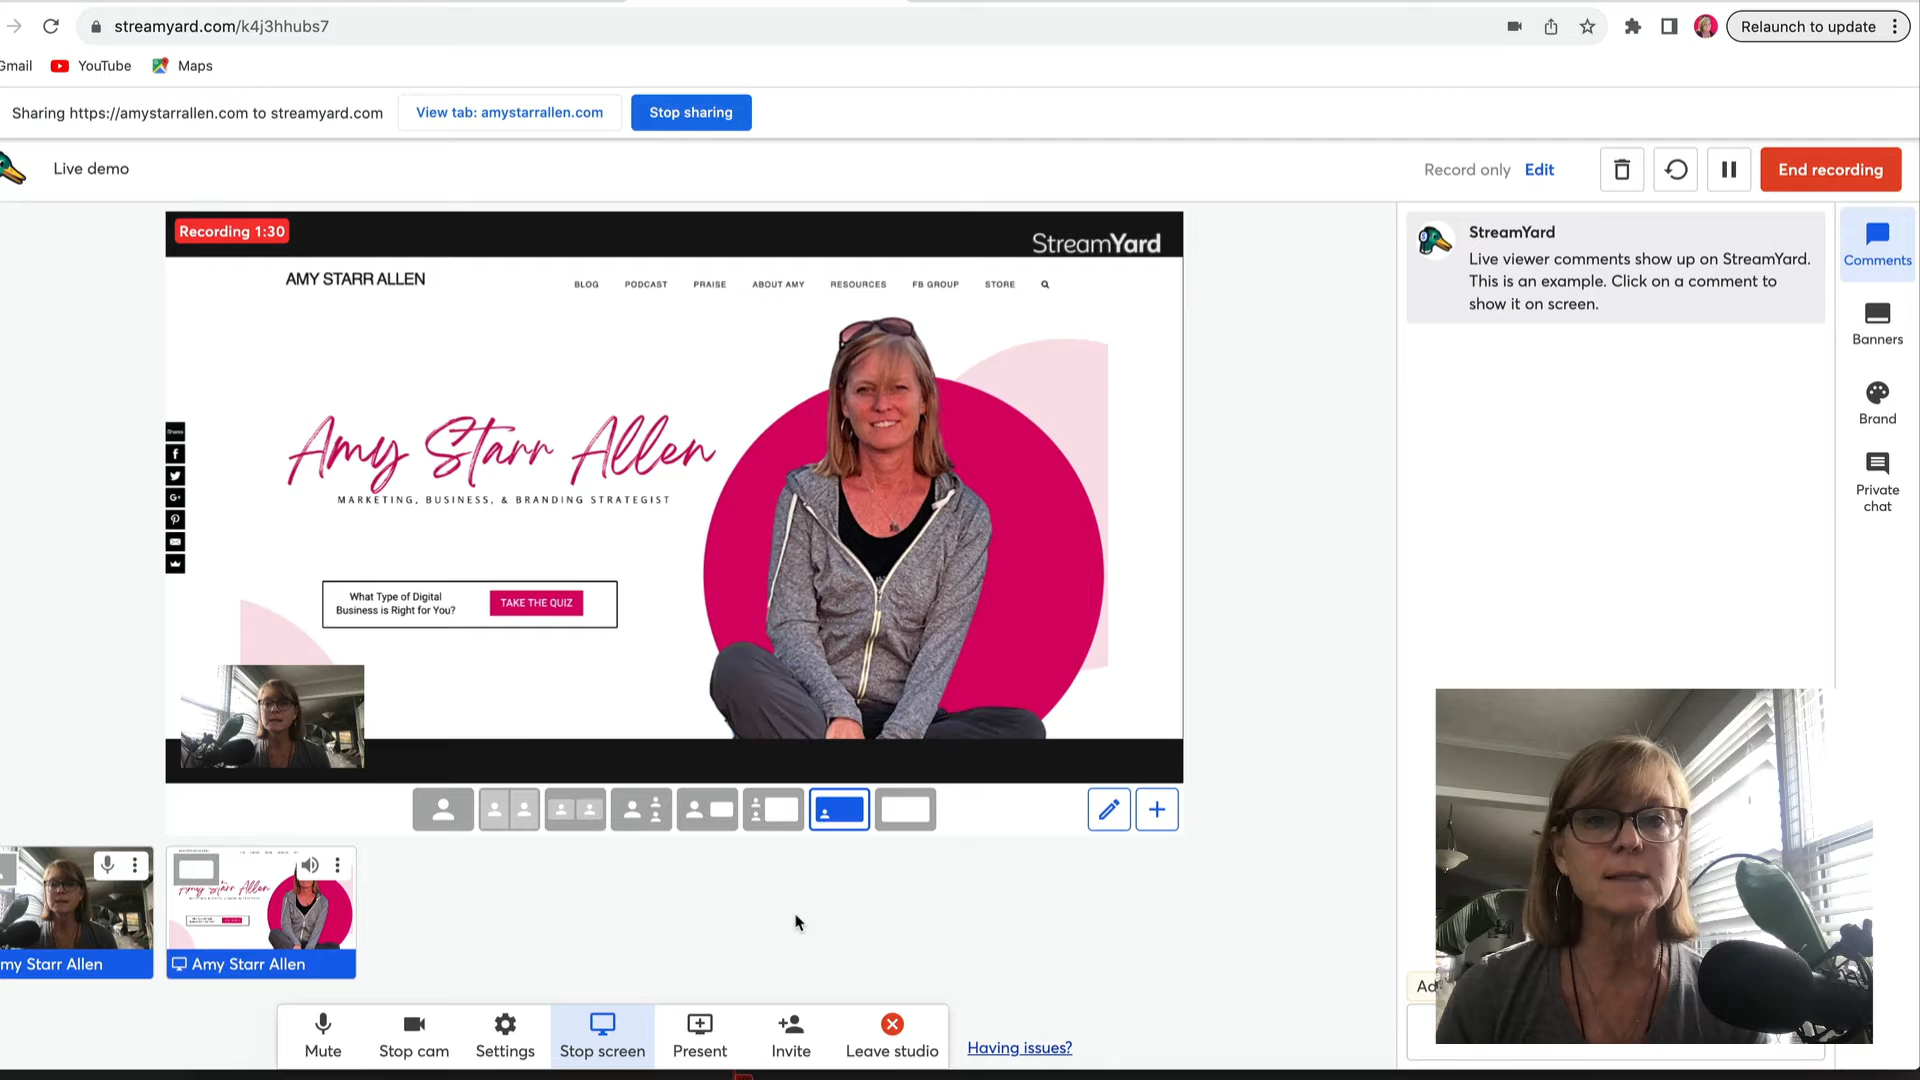 streamyard.com/k4j3hhubs7
Relaunch to update
Gmail
YouTube
Maps
Sharing https://amystarrallen.com to streamyard.com
View tab: amystarrallen.com
Stop sharing
Live demo
Record only
Edit
End recording
Recording 1:30
StreamYard
AMY STARR ALLEN
BLOG
PODCAST
PRAISE
ABOUT AMY
RESOURCES
FB GROUP
STORE
Amy Starr Allen
MARKETING, BUSINESS, & BRANDING STRATEGIST
What Type of Digital
Business is Right for You?
TAKE THE QUIZ
StreamYard
Live viewer comments show up on StreamYard.
This is an example. Click on a comment to
show it on screen.
Comments
Banners
Brand
Private
chat
my Starr Allen
Amy Starr Allen
Amy Starr Allen
Mute
Stop cam
Settings
Stop screen
Present
Invite
Leave studio
Having issues?